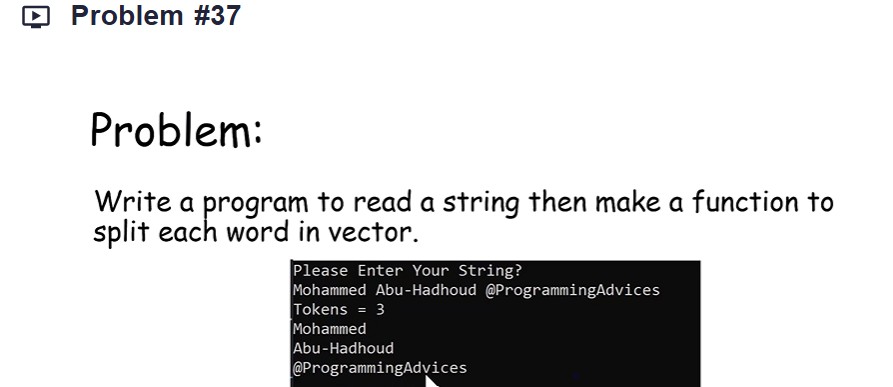 Problem #37
Problem:
Write a program to read a string then make a function to
split each word in vector.
Please Enter Your String?
Mohammed Abu-Hadhoud @ProgrammingAdvices
Tokens = 3
Mohammed
Abu-Hadhoud
@ProgrammingAdvices